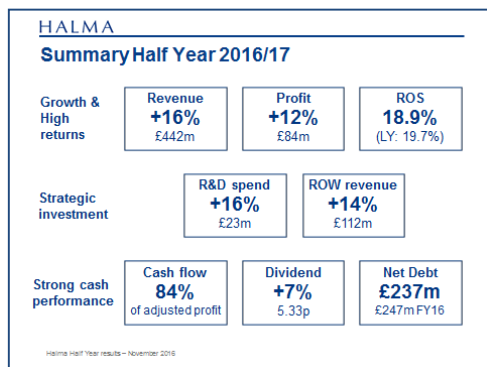 HALMA
Summary Half Year 2016/17
Growth &
High
returns
Revenue
+16%
£442m
Profit
+12%
£84m
ROS
18.9%
(LY: 19.7%)
Strategic
investment
R&D spend
+16%
£23m
ROW revenue
+14%
£112m
Strong cash
performance
Cash flow
84%
of adjusted profit
Dividend
+7%
5.33p
Net Debt
£237m
£247m FY16
Halma Half Year results – November 2016